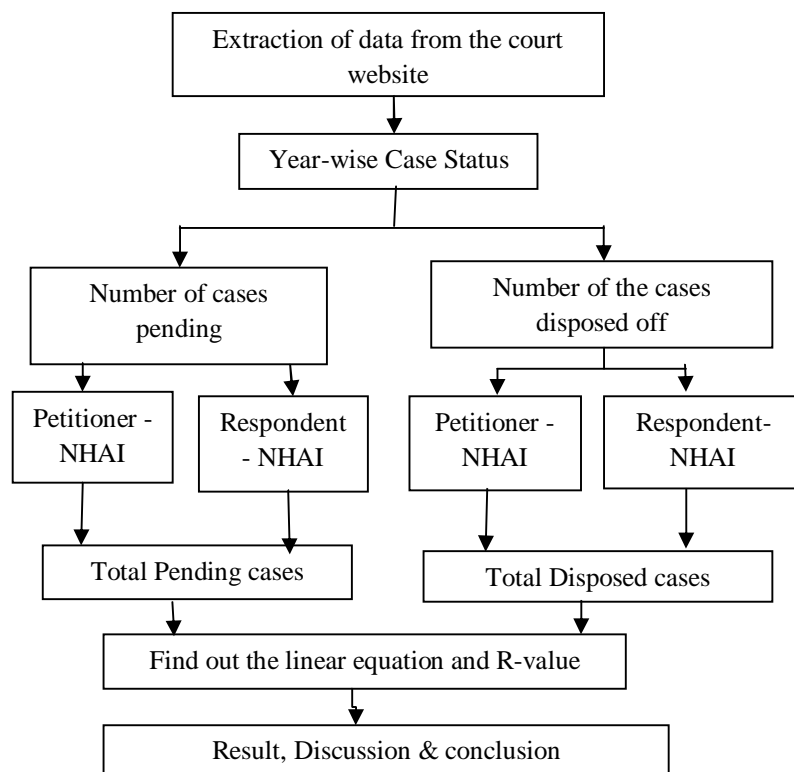 Extraction of data from the court
website
Year-wise Case Status
Number of cases
pending
Number of the cases
disposed off
Petitioner -
NHAI
Respondent
- NHAI
Petitioner -
NHAI
Respondent-
NHAI
Total Pending cases
Total Disposed cases
Find out the linear equation and R-value
Result, Discussion & conclusion